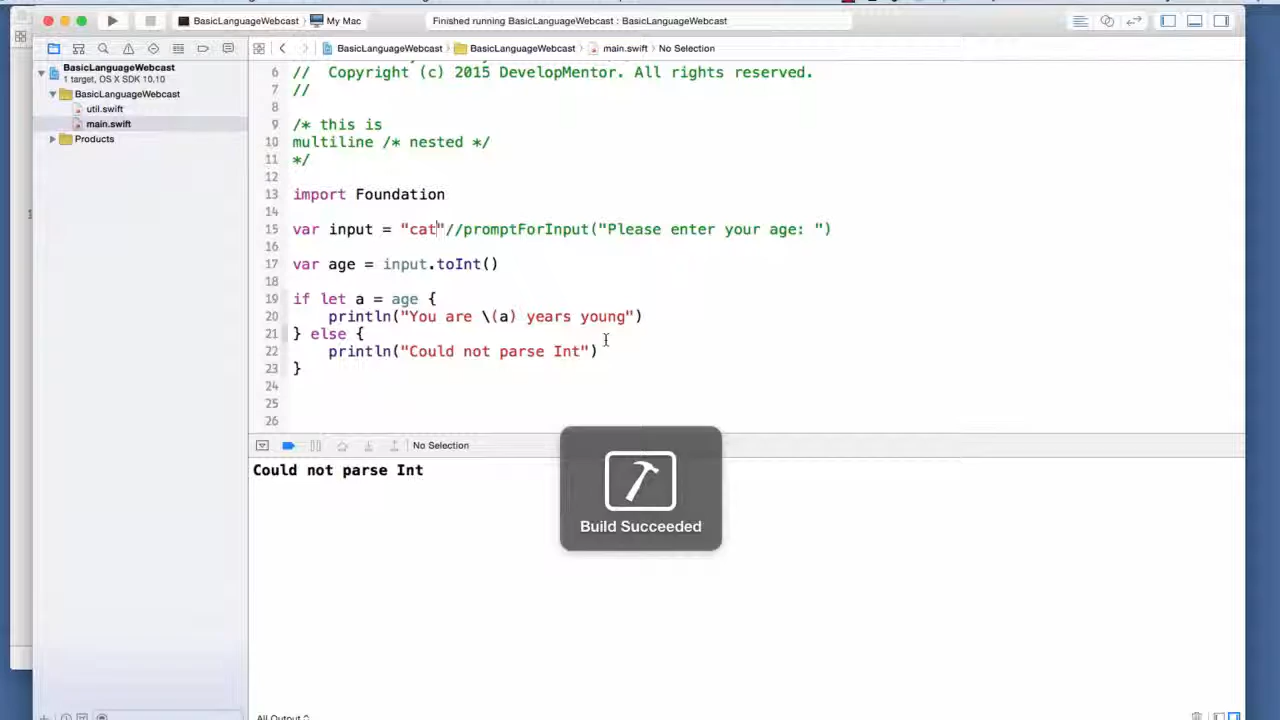 BasicLanguageWebcast My Mac Finished running BasicLanguageWebcast : BasicLanguageWebcast
BasicLanguageWebcast BasicLanguageWebcast main.swift No Selection
BasicLanguageWebcast
1 target, OS X SDK 10.10
BasicLanguageWebcast
util.swift
main.swift
Products
6 // Copyright (c) 2015 DevelopMentor. All rights reserved.
7 //
8
9 /* this is
10 multiline /* nested */
11 */
12
13 import Foundation
14
15 var input = "cat"//promptForInput("Please enter your age: ")
16
17 var age = input.toInt()
18
19 if let a = age {
20 println("You are \(a) years young")
21 } else {
22 println("Could not parse Int")
23 }
24
25
26
No Selection
Could not parse Int
Build Succeeded
All Output